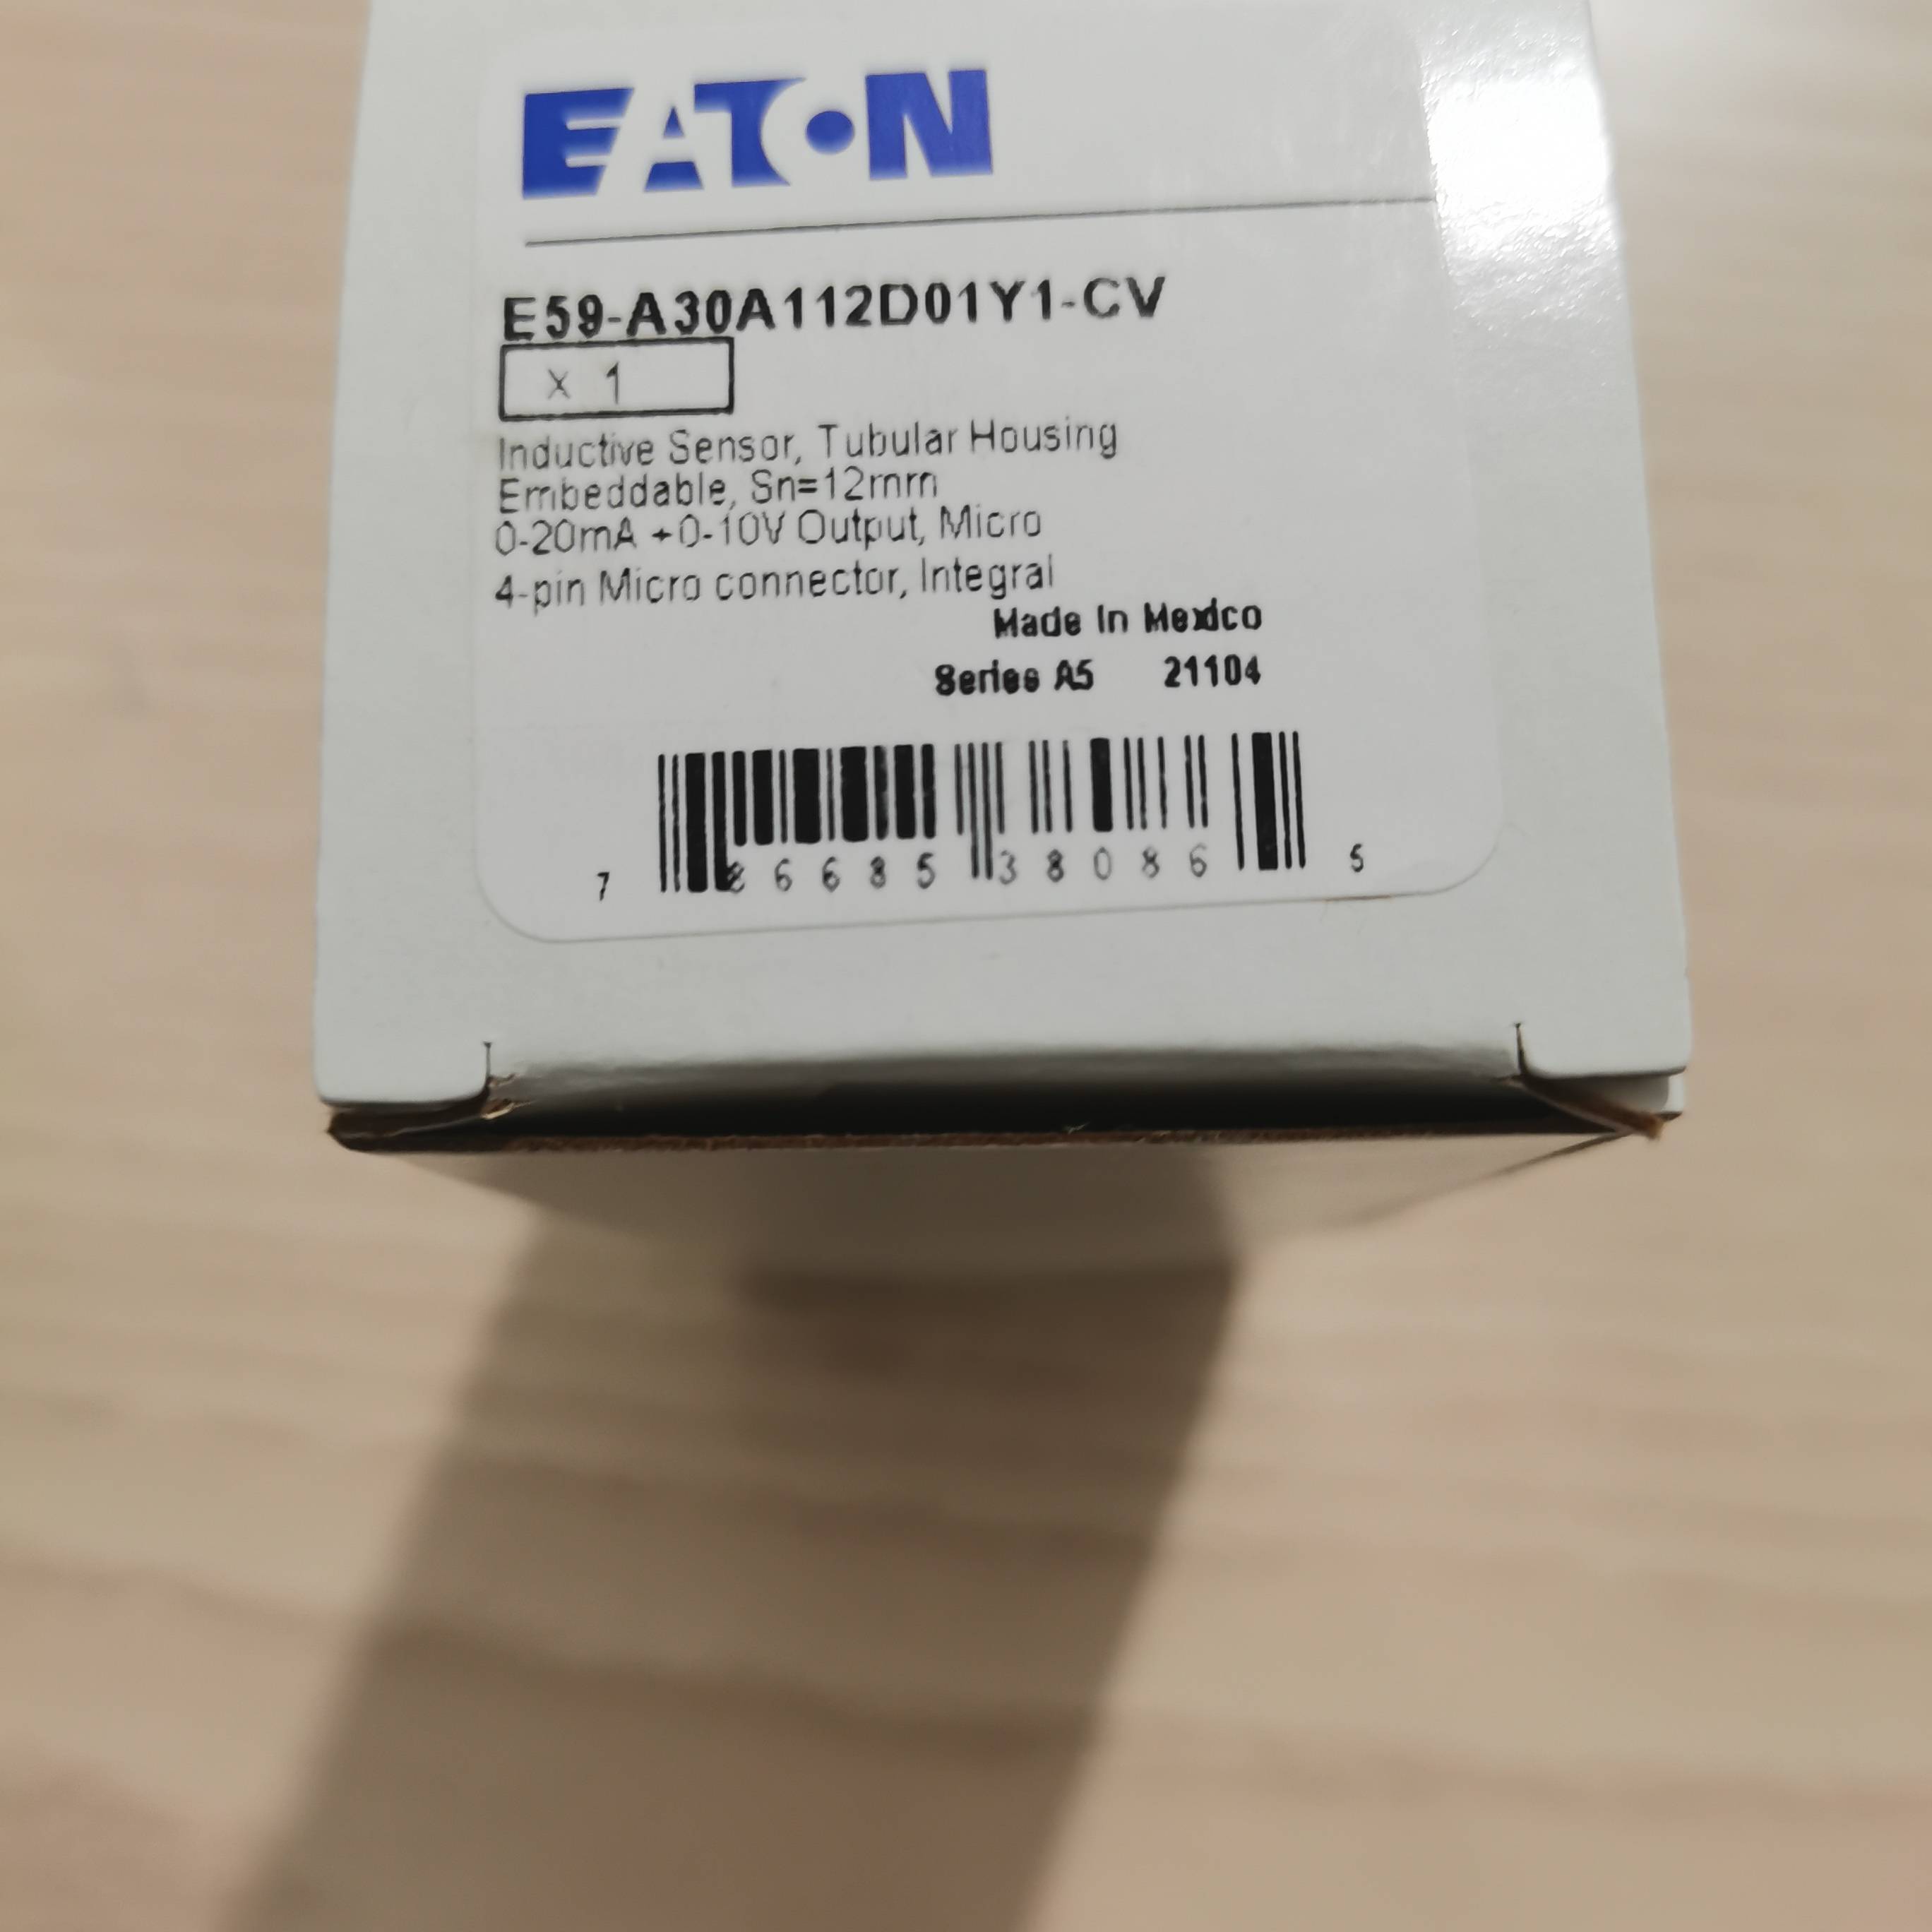 EATON
E59-A30A112D01Y1-CV
x 1
Inductive Sensor, Tubular Housing
Embeddable, Sn=12mm
0-20mA +0-10V Output, Micro
4-pin Micro connector, Integral
Made In Mexico
Series A5 21104
7 86685 38086 5